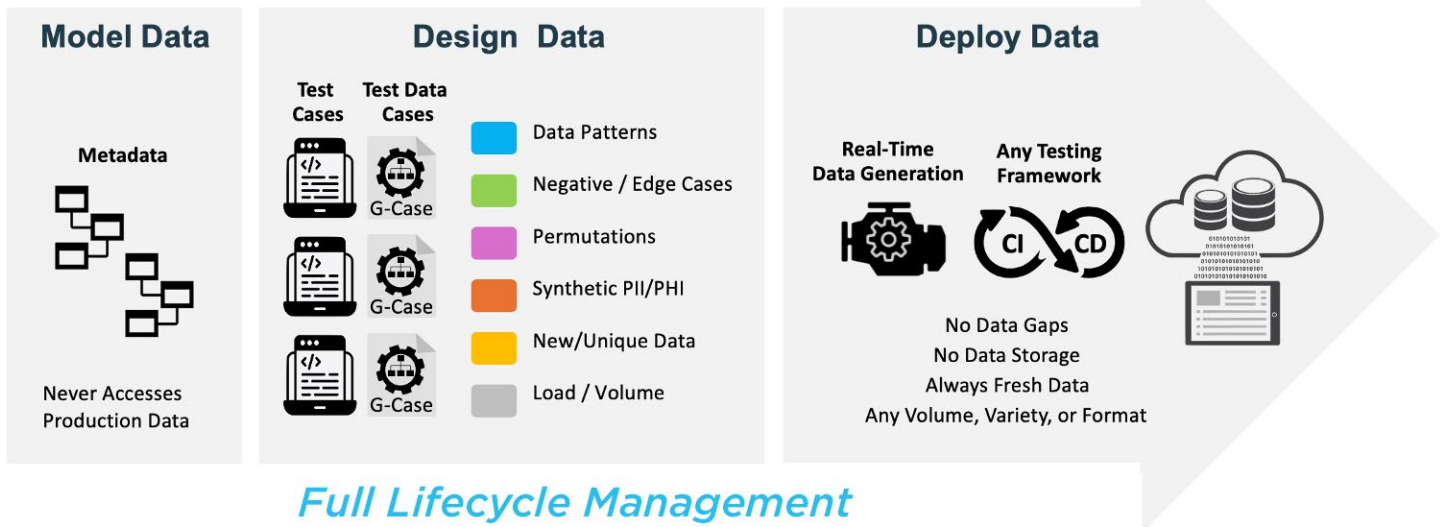 Model Data
Metadata
Never Accesses
Production Data
Design Data
Test
Cases
Test Data
Cases
</>
G-Case
</>
G-Case
</>
G-Case
Data Patterns
Negative / Edge Cases
Permutations
Synthetic PII/PHI
New/Unique Data
Load / Volume
Deploy Data
Real-Time
Data Generation
Any Testing
Framework
CI
CD
010101010101
0101010101010101
No Data Gaps
No Data Storage
Always Fresh Data
Any Volume, Variety, or Format
Full Lifecycle Management